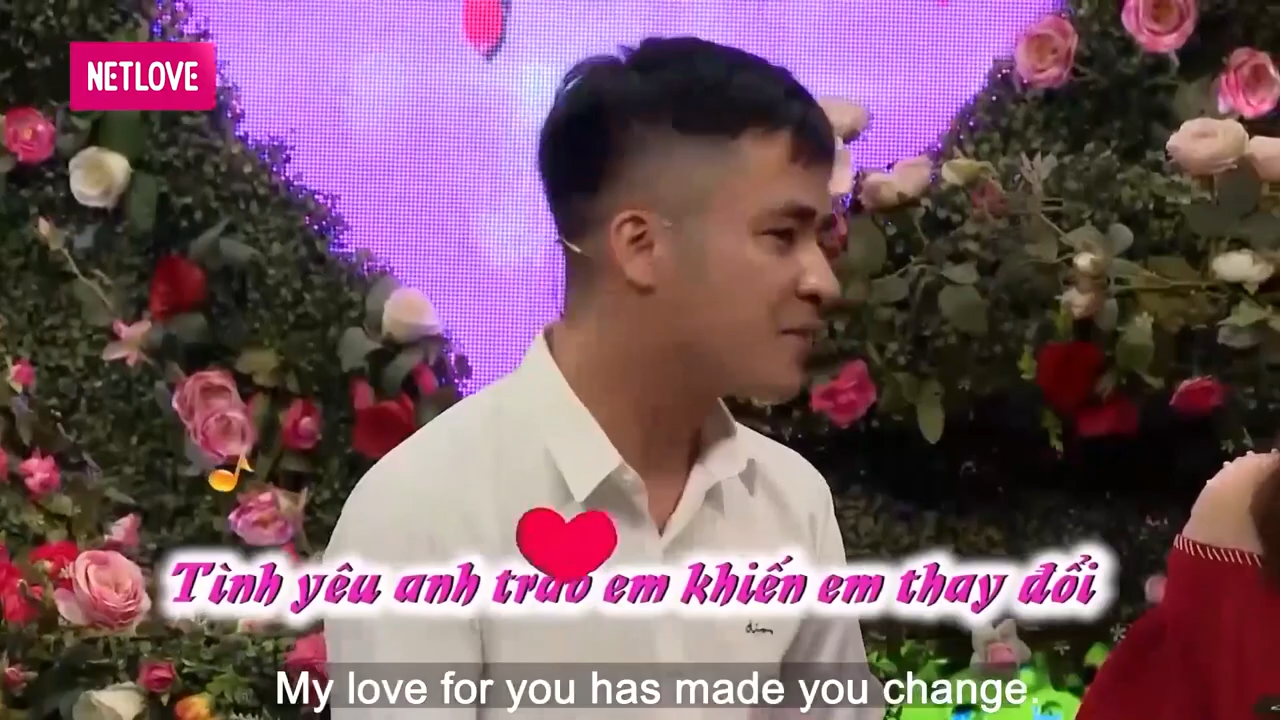 NETLOVE
Tình yêu anh trao em khiến em thay đổi
My love for you has made you change.